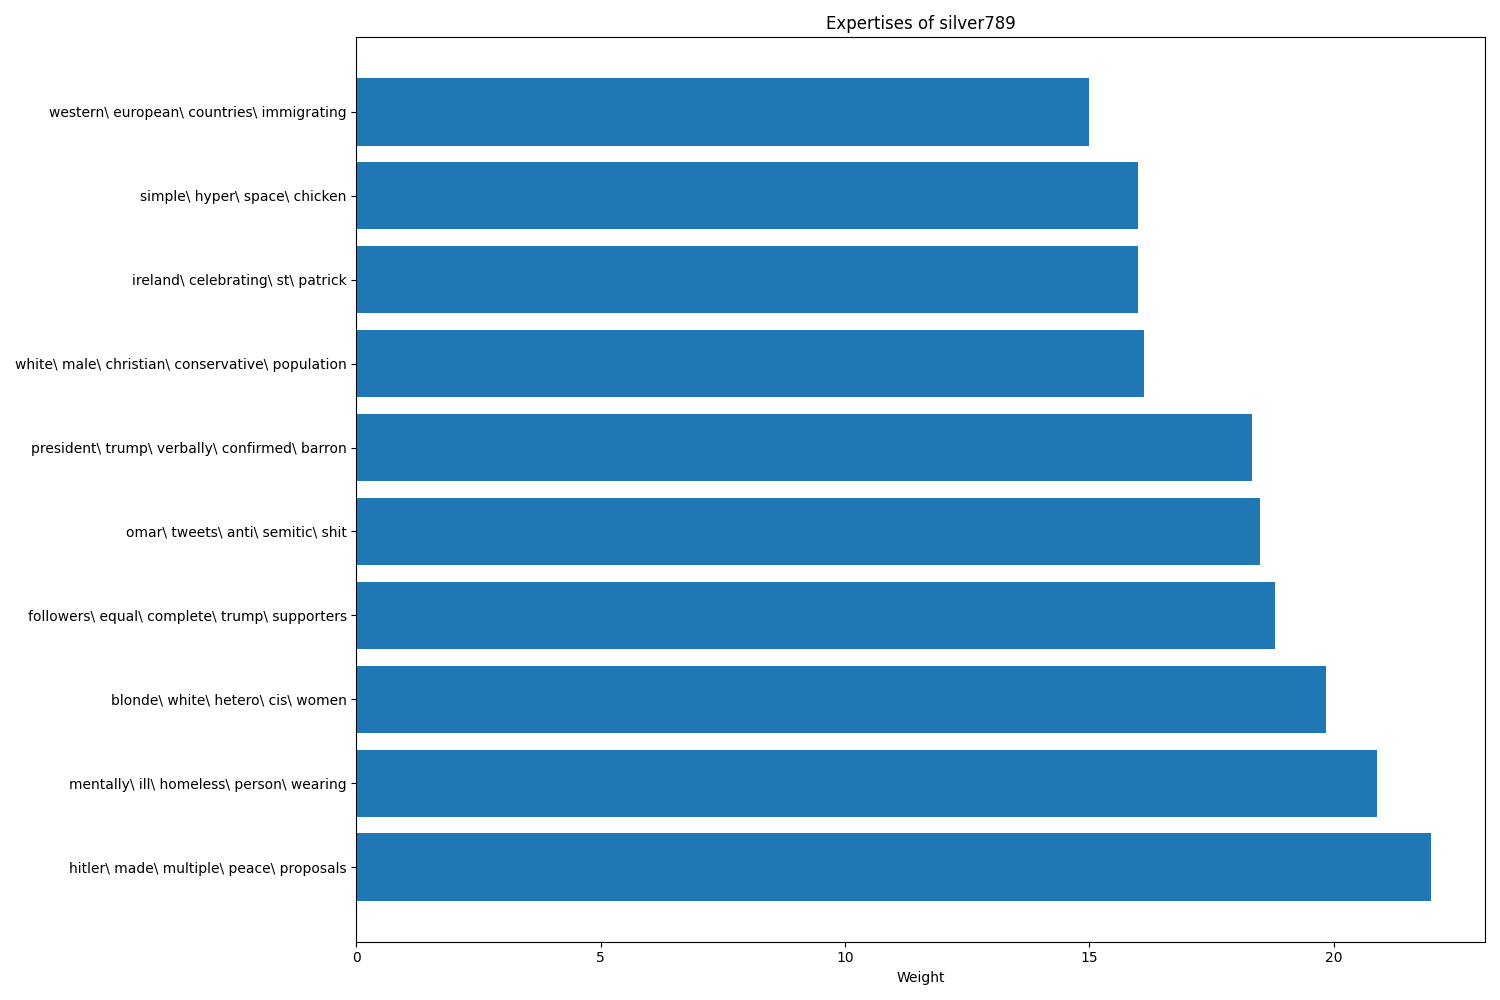 Expertises of silver789
western\ european\ countries\ immigrating
simple\ hyper\ space\ chicken
ireland\ celebrating\ st\ patrick
white\ male\ christian\ conservative\ population
president\ trump\ verbally\ confirmed\ barron
omar\ tweets\ anti\ semitic\ shit
followers\ equal\ complete\ trump\ supporters
blonde\ white\ hetero\ cis\ women
mentally\ ill\ homeless\ person\ wearing
hitler\ made\ multiple\ peace\ proposals
0 5 10 15 20
Weight